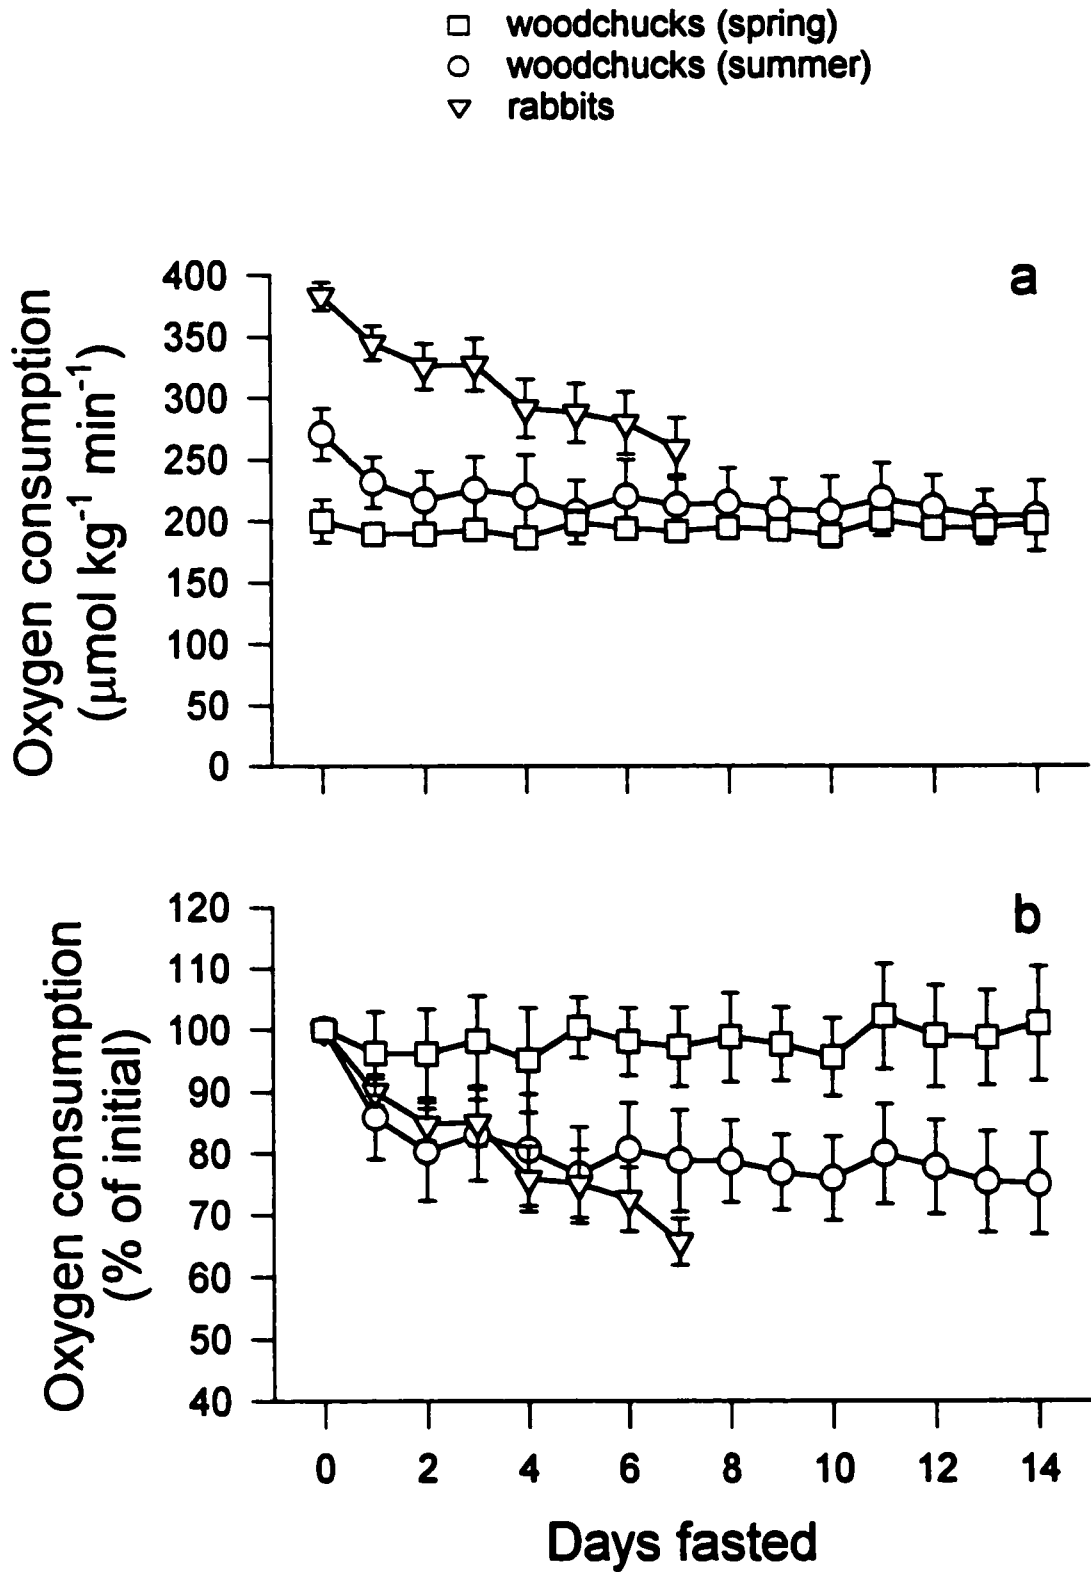 woodchucks (spring)
woodchucks (summer)
rabbits
a
Oxygen consumption
(μmol kg⁻¹ min⁻¹)
400
350
300
250
200
150
100
50
0
b
Oxygen consumption
(% of initial)
120
110
100
90
80
70
60
50
40
0 2 4 6 8 10 12 14
Days fasted